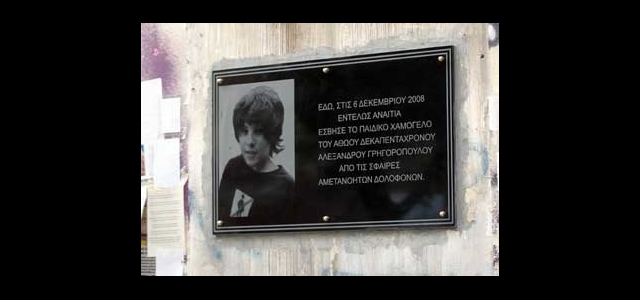 ΕΔΩ, ΣΤΙΣ 6 ΔΕΚΕΜΒΡΙΟΥ 2008
ΕΝΤΕΛΩΣ ΑΝΑΙΤΙΑ
ΕΣΒΗΣΕ ΤΟ ΠΑΙΔΙΚΟ ΧΑΜΟΓΕΛΟ
ΤΟΥ ΑΘΩΟΥ ΔΕΚΑΠΕΝΤΑΧΡΟΝΟΥ
ΑΛΕΞΑΝΔΡΟΥ ΓΡΗΓΟΡΟΠΟΥΛΟΥ
ΑΠΟ ΤΙΣ ΣΦΑΙΡΕΣ
ΑΜΕΤΑΝΟΗΤΩΝ ΔΟΛΟΦΟΝΩΝ.